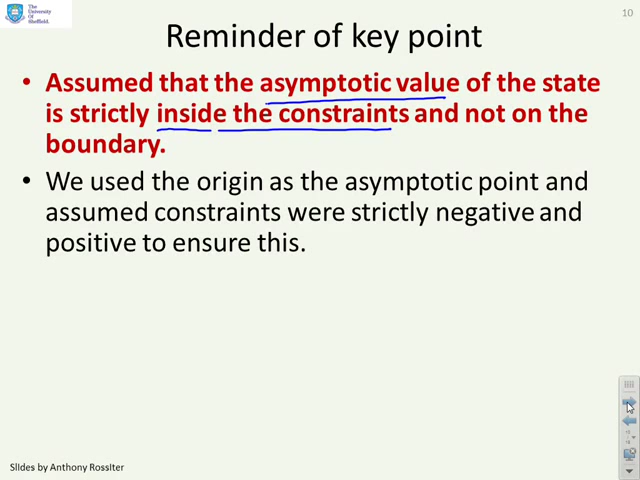 The
University
Of
Sheffield.
10
Reminder of key point
• Assumed that the asymptotic value of the state
is strictly inside the constraints and not on the
boundary.
• We used the origin as the asymptotic point and
assumed constraints were strictly negative and
positive to ensure this.
Slides by Anthony Rossiter